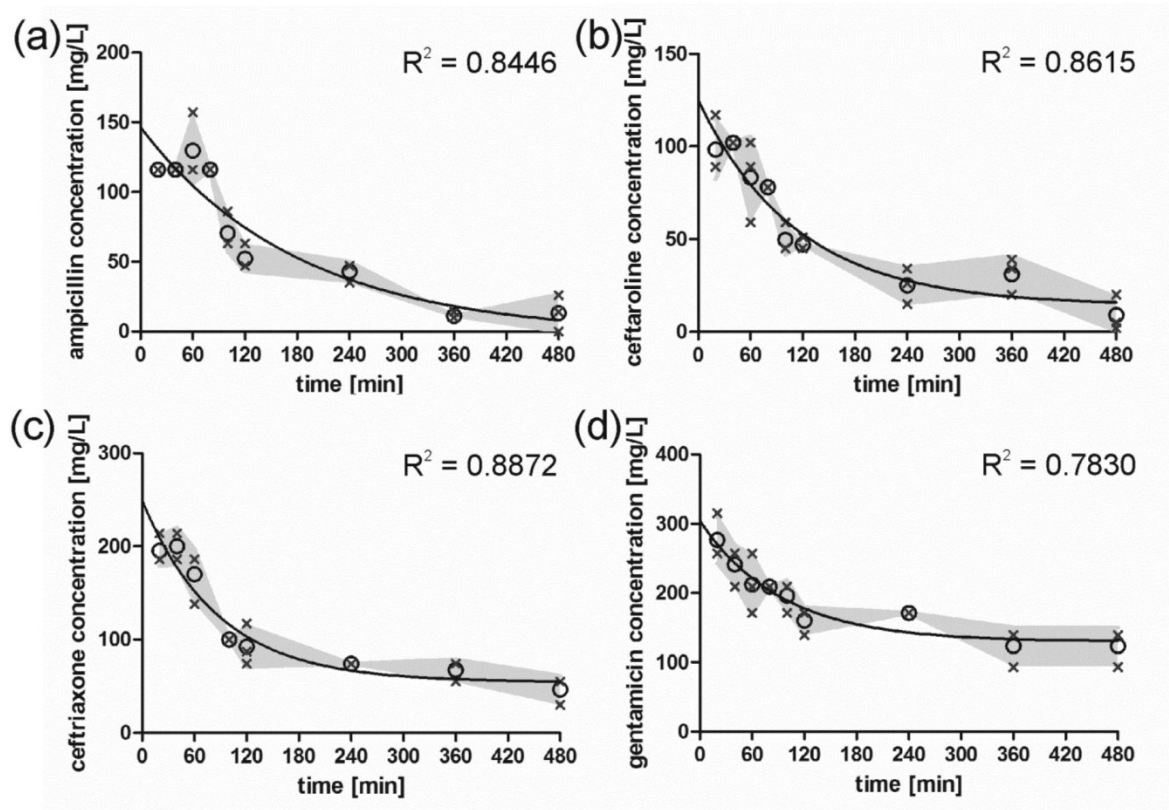 (a)
R² = 0.8446
ampicillin concentration [mg/L]
200
150
100
50
0
0 60 120 180 240 300 360 420 480
time [min]
(b)
R² = 0.8615
ceftaroline concentration [mg/L]
150
100
50
0
0 60 120 180 240 300 360 420 480
time [min]
(c)
R² = 0.8872
ceftriaxone concentration [mg/L]
300
200
100
0
0 60 120 180 240 300 360 420 480
time [min]
(d)
R² = 0.7830
gentamicin concentration [mg/L]
400
300
200
100
0
0 60 120 180 240 300 360 420 480
time [min]